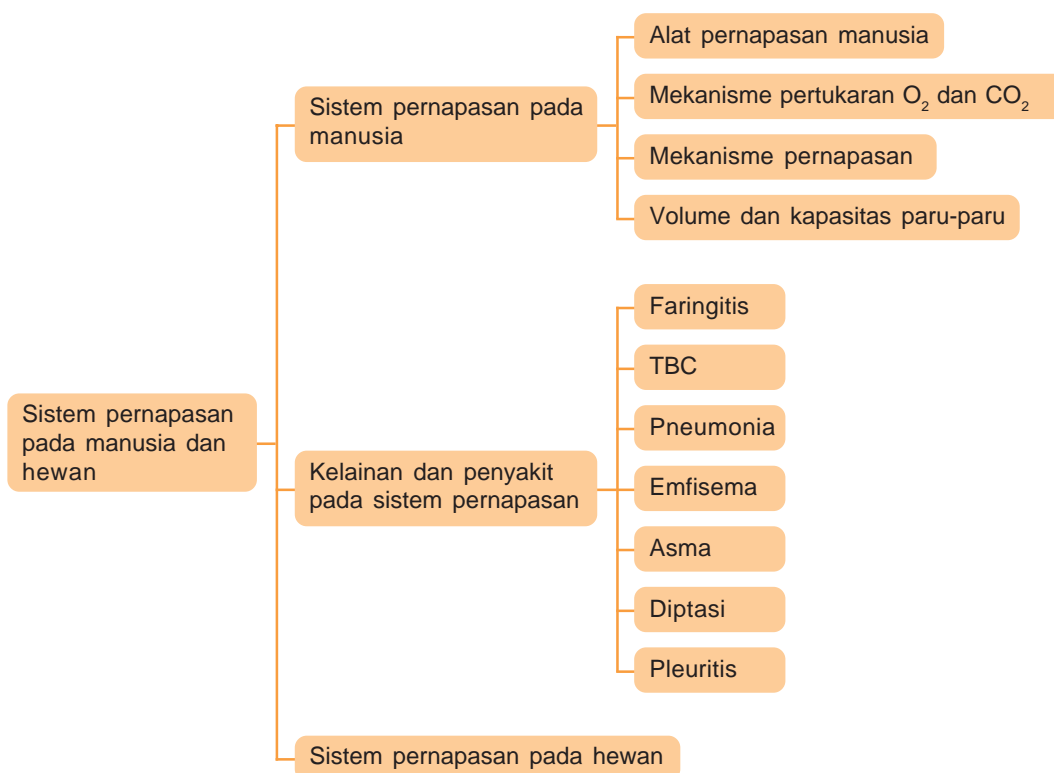 Alat pernapasan manusia
Sistem pernapasan pada
manusia
Mekanisme pertukaran O₂ dan CO₂
Mekanisme pernapasan
Volume dan kapasitas paru-paru
Faringitis
TBC
Sistem pernapasan
pada manusia dan
hewan
Pneumonia
Kelainan dan penyakit
pada sistem pernapasan
Emfisema
Asma
Diptasi
Pleuritis
Sistem pernapasan pada hewan